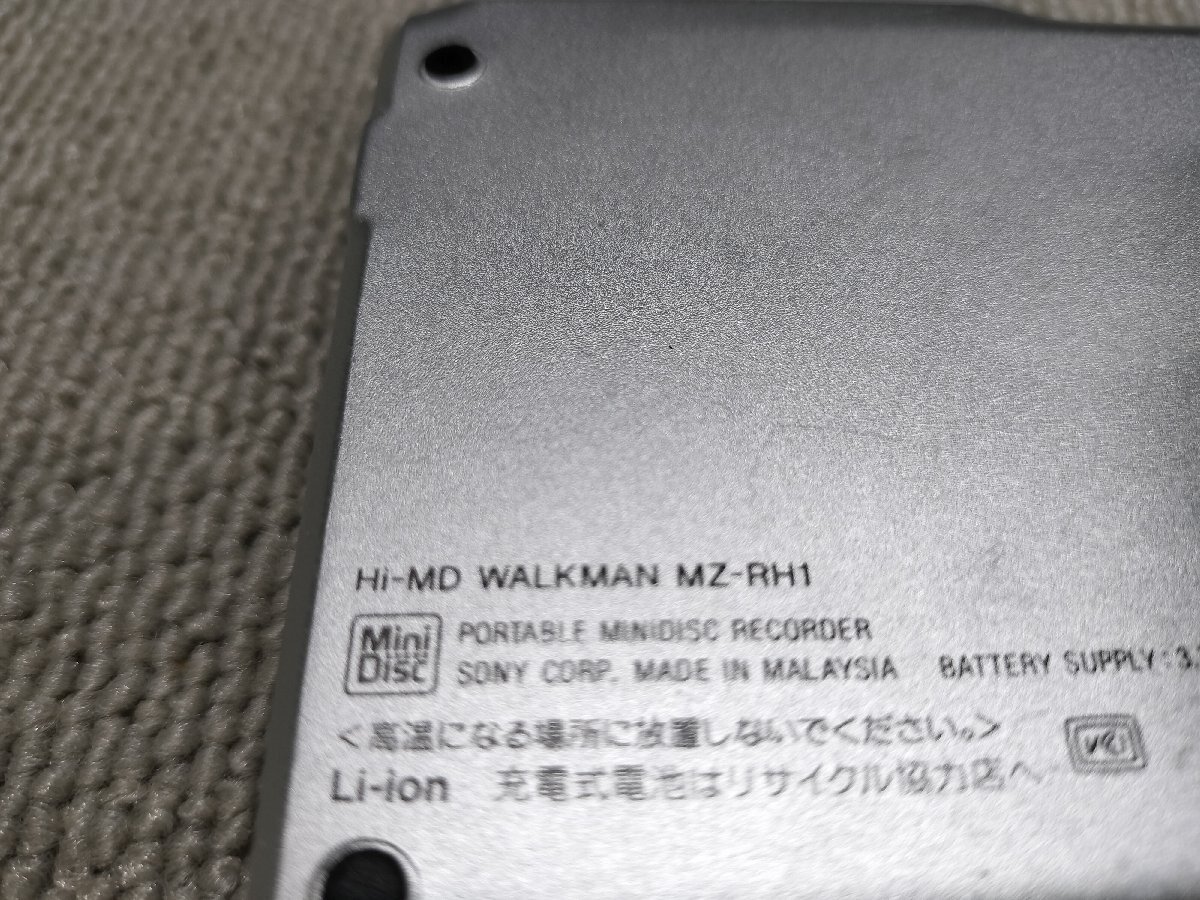 Hi-MD WALKMAN MZ-RH1
Mini
Disc
PORTABLE MINIDISC RECORDER
SONY CORP. MADE IN MALAYSIA BATTERY SUPPLY : 3.
<高温になる場所に放置しないでください。>
Li-ion 充電式電池はリサイクル協力店へ